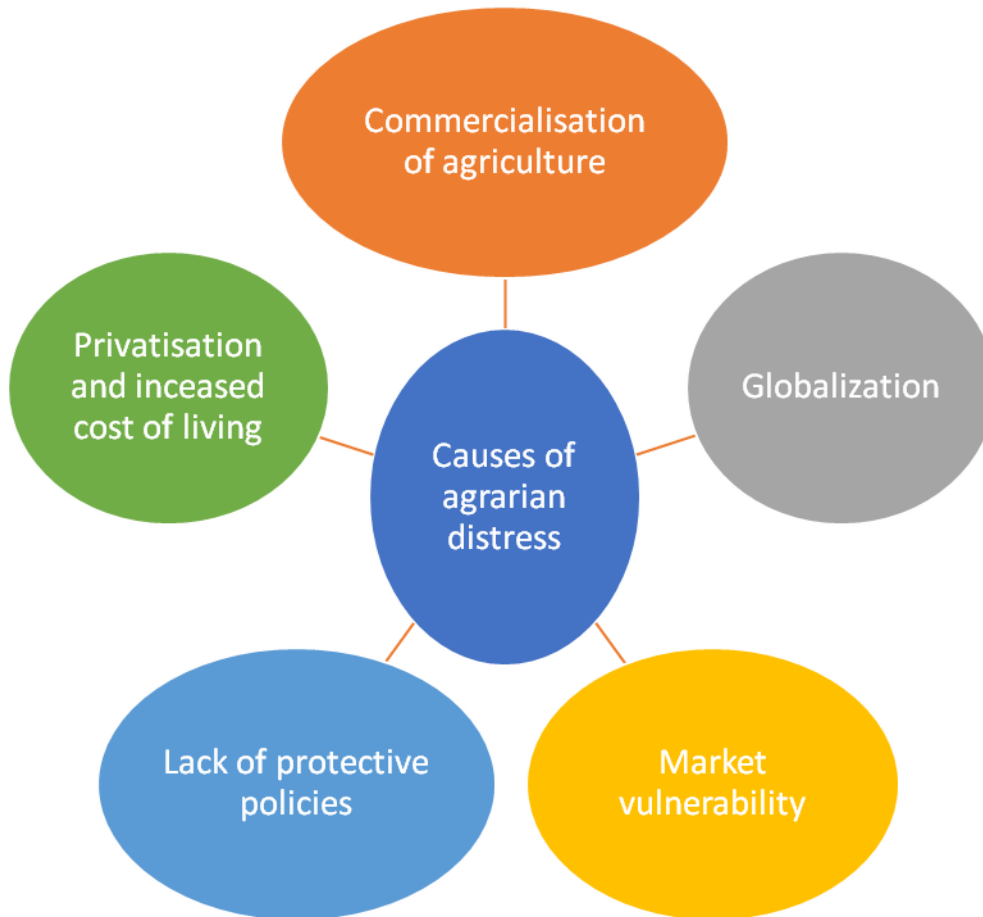 Commercialisation
of agriculture
Privatisation
and inceased
cost of living
Globalization
Causes of
agrarian
distress
Lack of protective
policies
Market
vulnerability